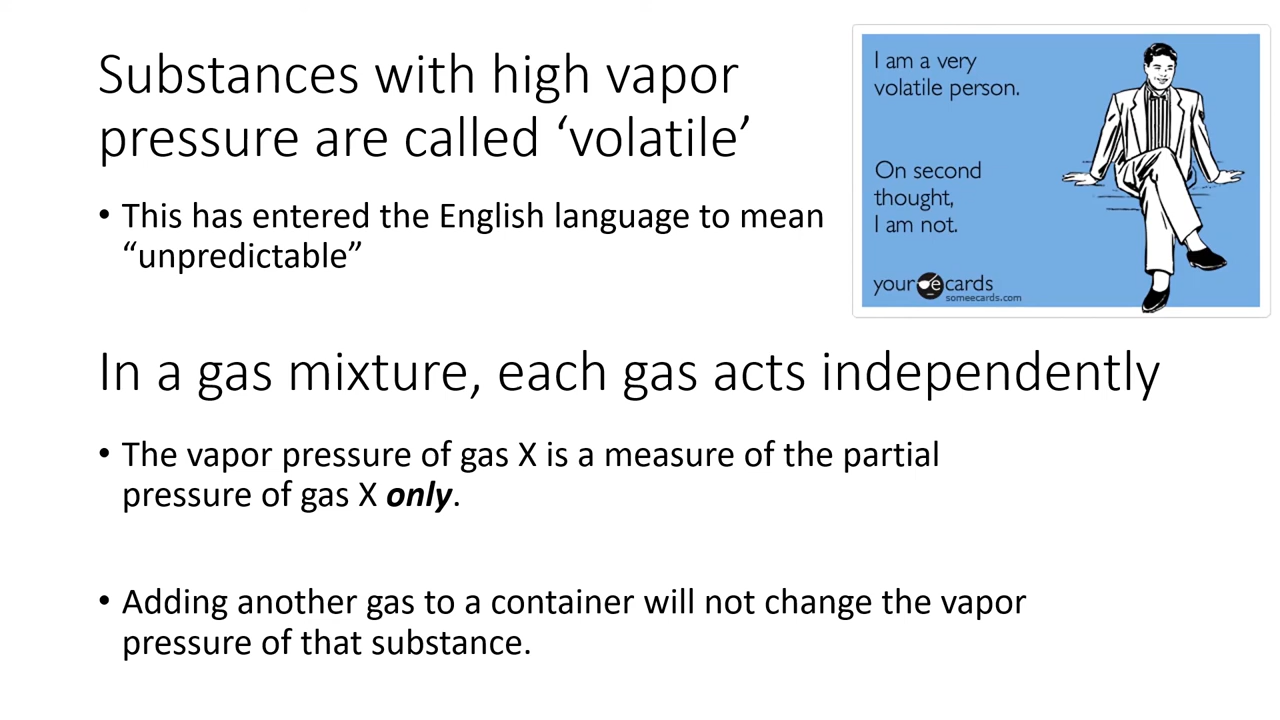 Substances with high vapor
pressure are called ‘volatile’
• This has entered the English language to mean
“unpredictable”
I am a very
volatile person.
On second
thought,
I am not.
your e cards
someecards.com
In a gas mixture, each gas acts independently
• The vapor pressure of gas X is a measure of the partial
pressure of gas X only.
• Adding another gas to a container will not change the vapor
pressure of that substance.